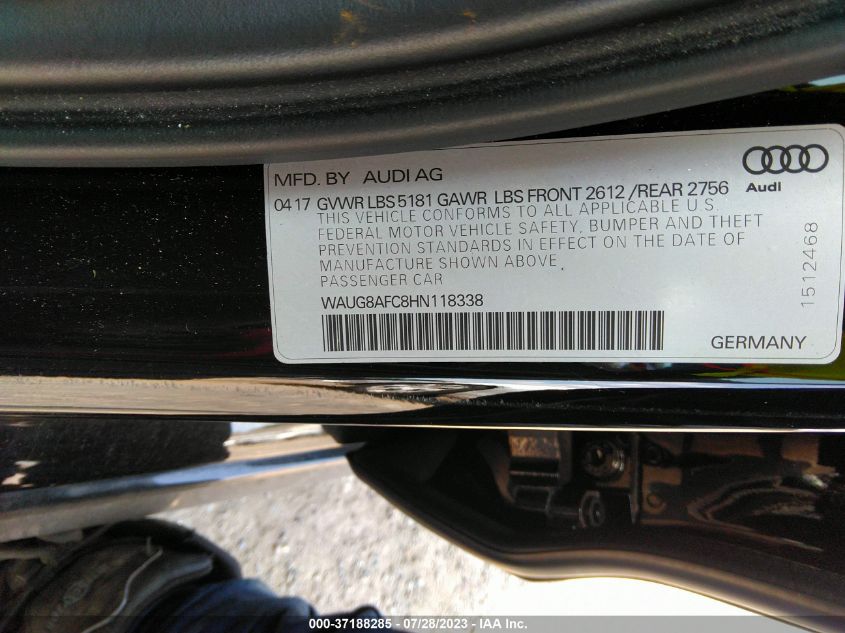 MFD. BY AUDI AG
Audi
04 17 GVWR LBS 5181 GAWR LBS FRONT 2612 / REAR 2756
THIS VEHICLE CONFORMS TO ALL APPLICABLE U.S.
FEDERAL MOTOR VEHICLE SAFETY, BUMPER AND THEFT
PREVENTION STANDARDS IN EFFECT ON THE DATE OF
MANUFACTURE SHOWN ABOVE.
PASSENGER CAR
WAUG8AFC8HN118338
1512468
GERMANY
000-37188285 - 07/28/2023 - IAA Inc.